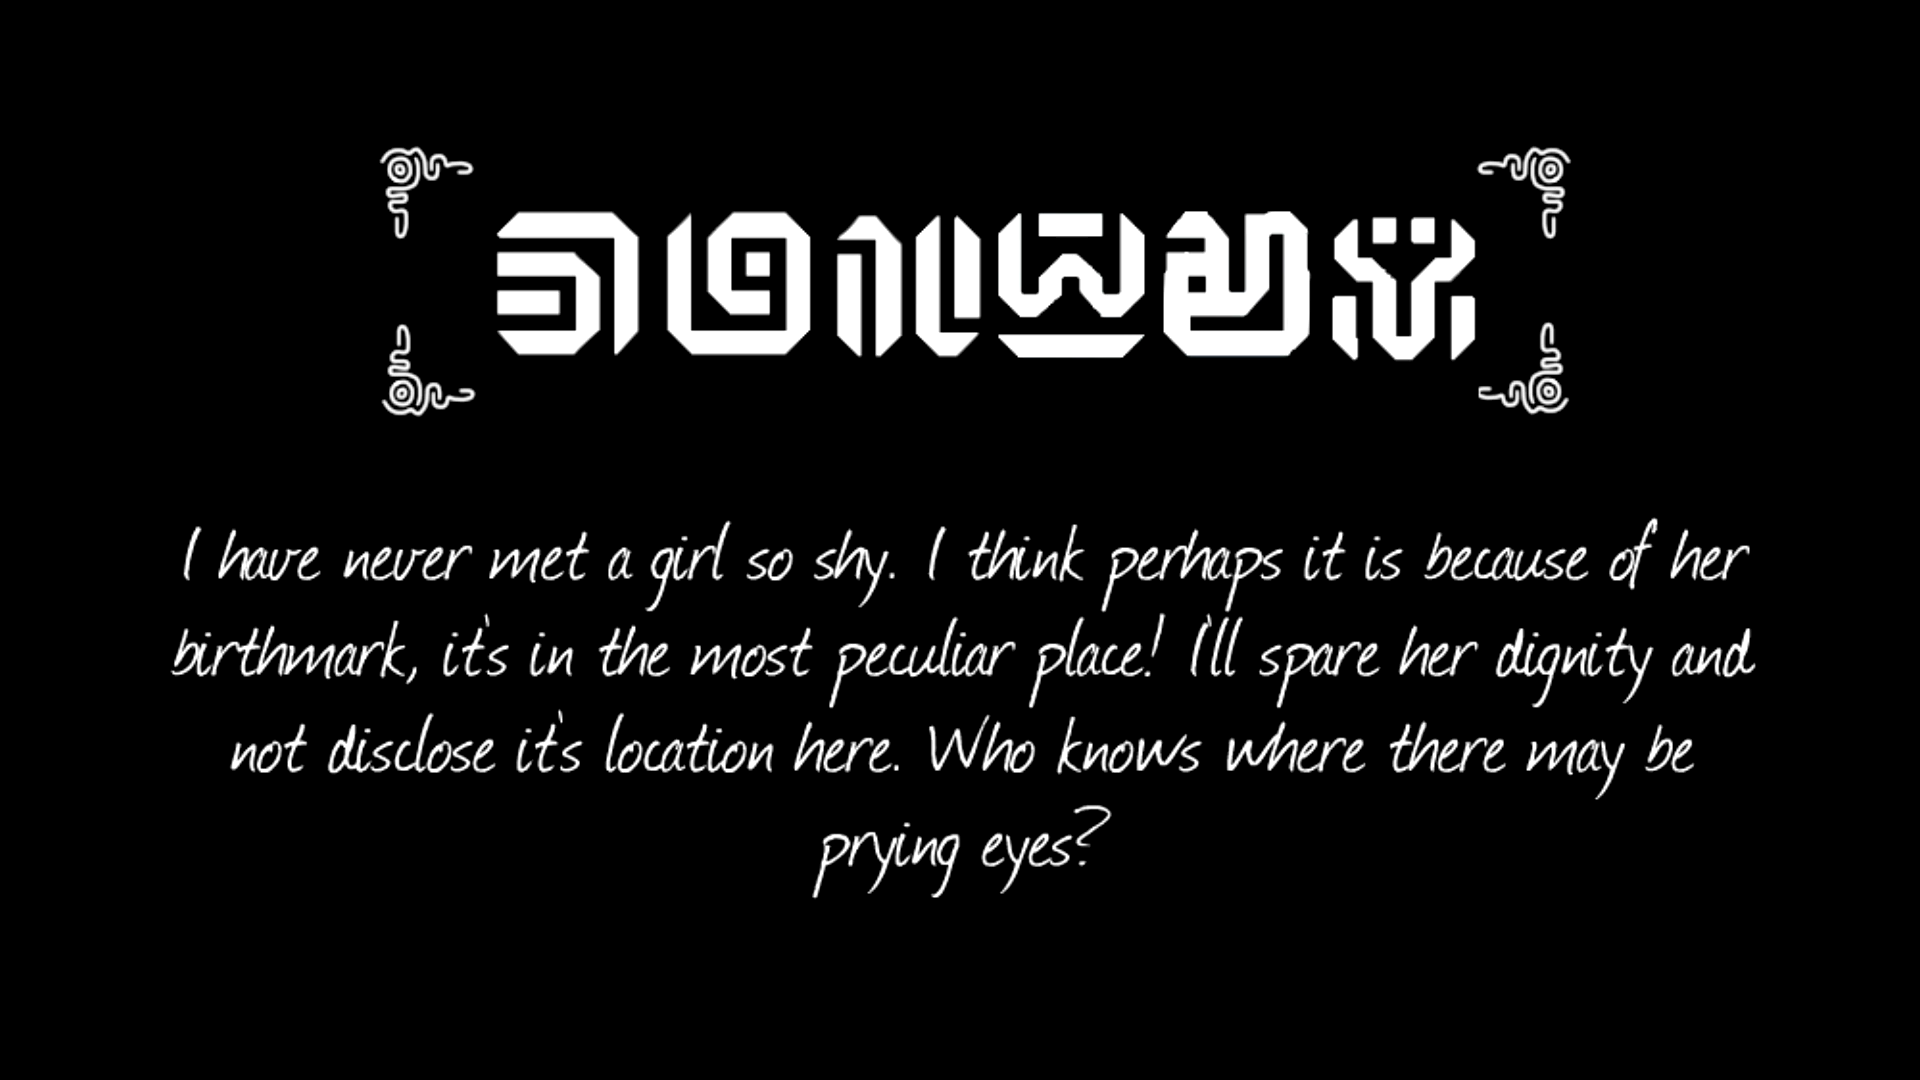 I have never met a girl so shy. I think perhaps it is because of her
birthmark, it's in the most peculiar place! I'll spare her dignity and
not disclose it's location here. Who knows where there may be
prying eyes?